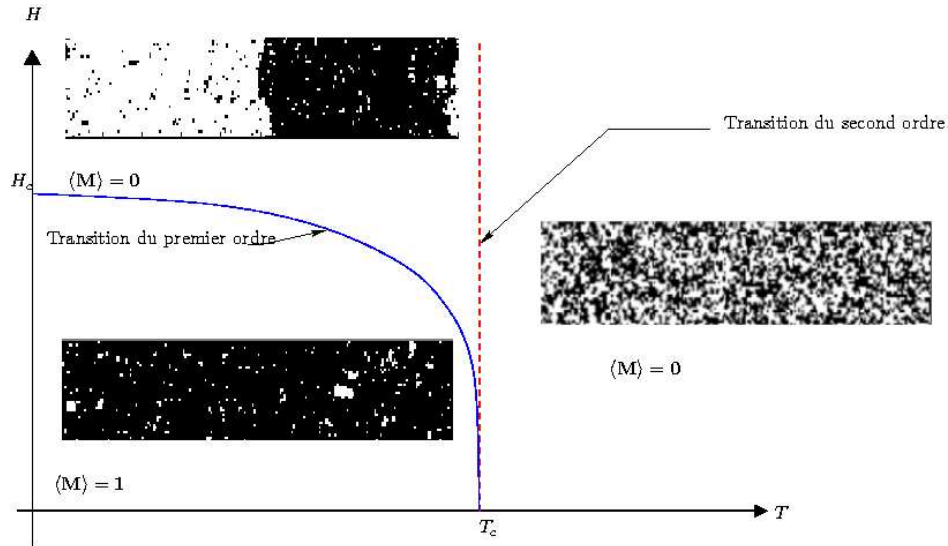 H
Transition du second ordre
H_c
⟨M⟩ = 0
Transition du premier ordre
⟨M⟩ = 0
⟨M⟩ = 1
T_c
T